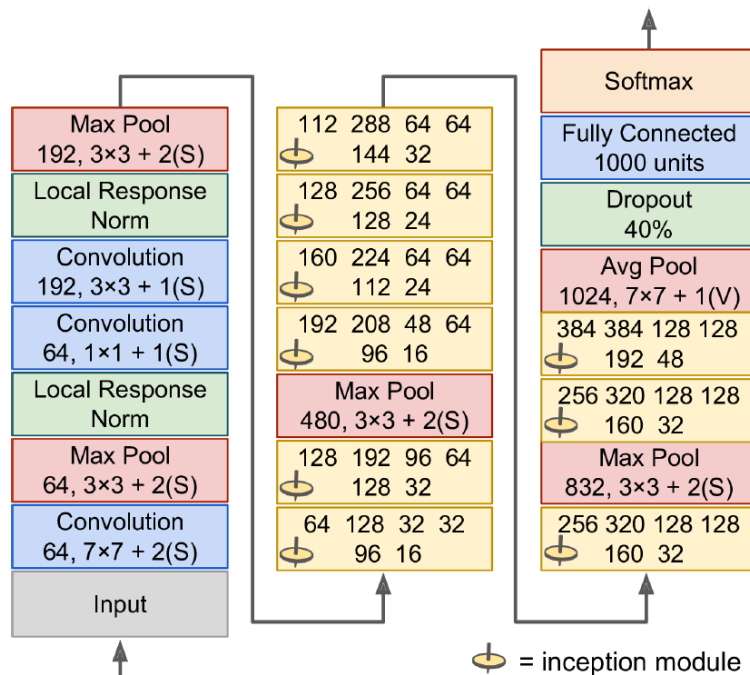 Max Pool
192, 3×3 + 2(S)
Local Response
Norm
Convolution
192, 3×3 + 1(S)
Convolution
64, 1×1 + 1(S)
Local Response
Norm
Max Pool
64, 3×3 + 2(S)
Convolution
64, 7×7 + 2(S)
Input
112 288 64 64
144 32
128 256 64 64
128 24
160 224 64 64
112 24
192 208 48 64
96 16
Max Pool
480, 3×3 + 2(S)
128 192 96 64
128 32
64 128 32 32
96 16
Softmax
Fully Connected
1000 units
Dropout
40%
Avg Pool
1024, 7×7 + 1(V)
384 384 128 128
192 48
256 320 128 128
160 32
Max Pool
832, 3×3 + 2(S)
256 320 128 128
160 32
= inception module